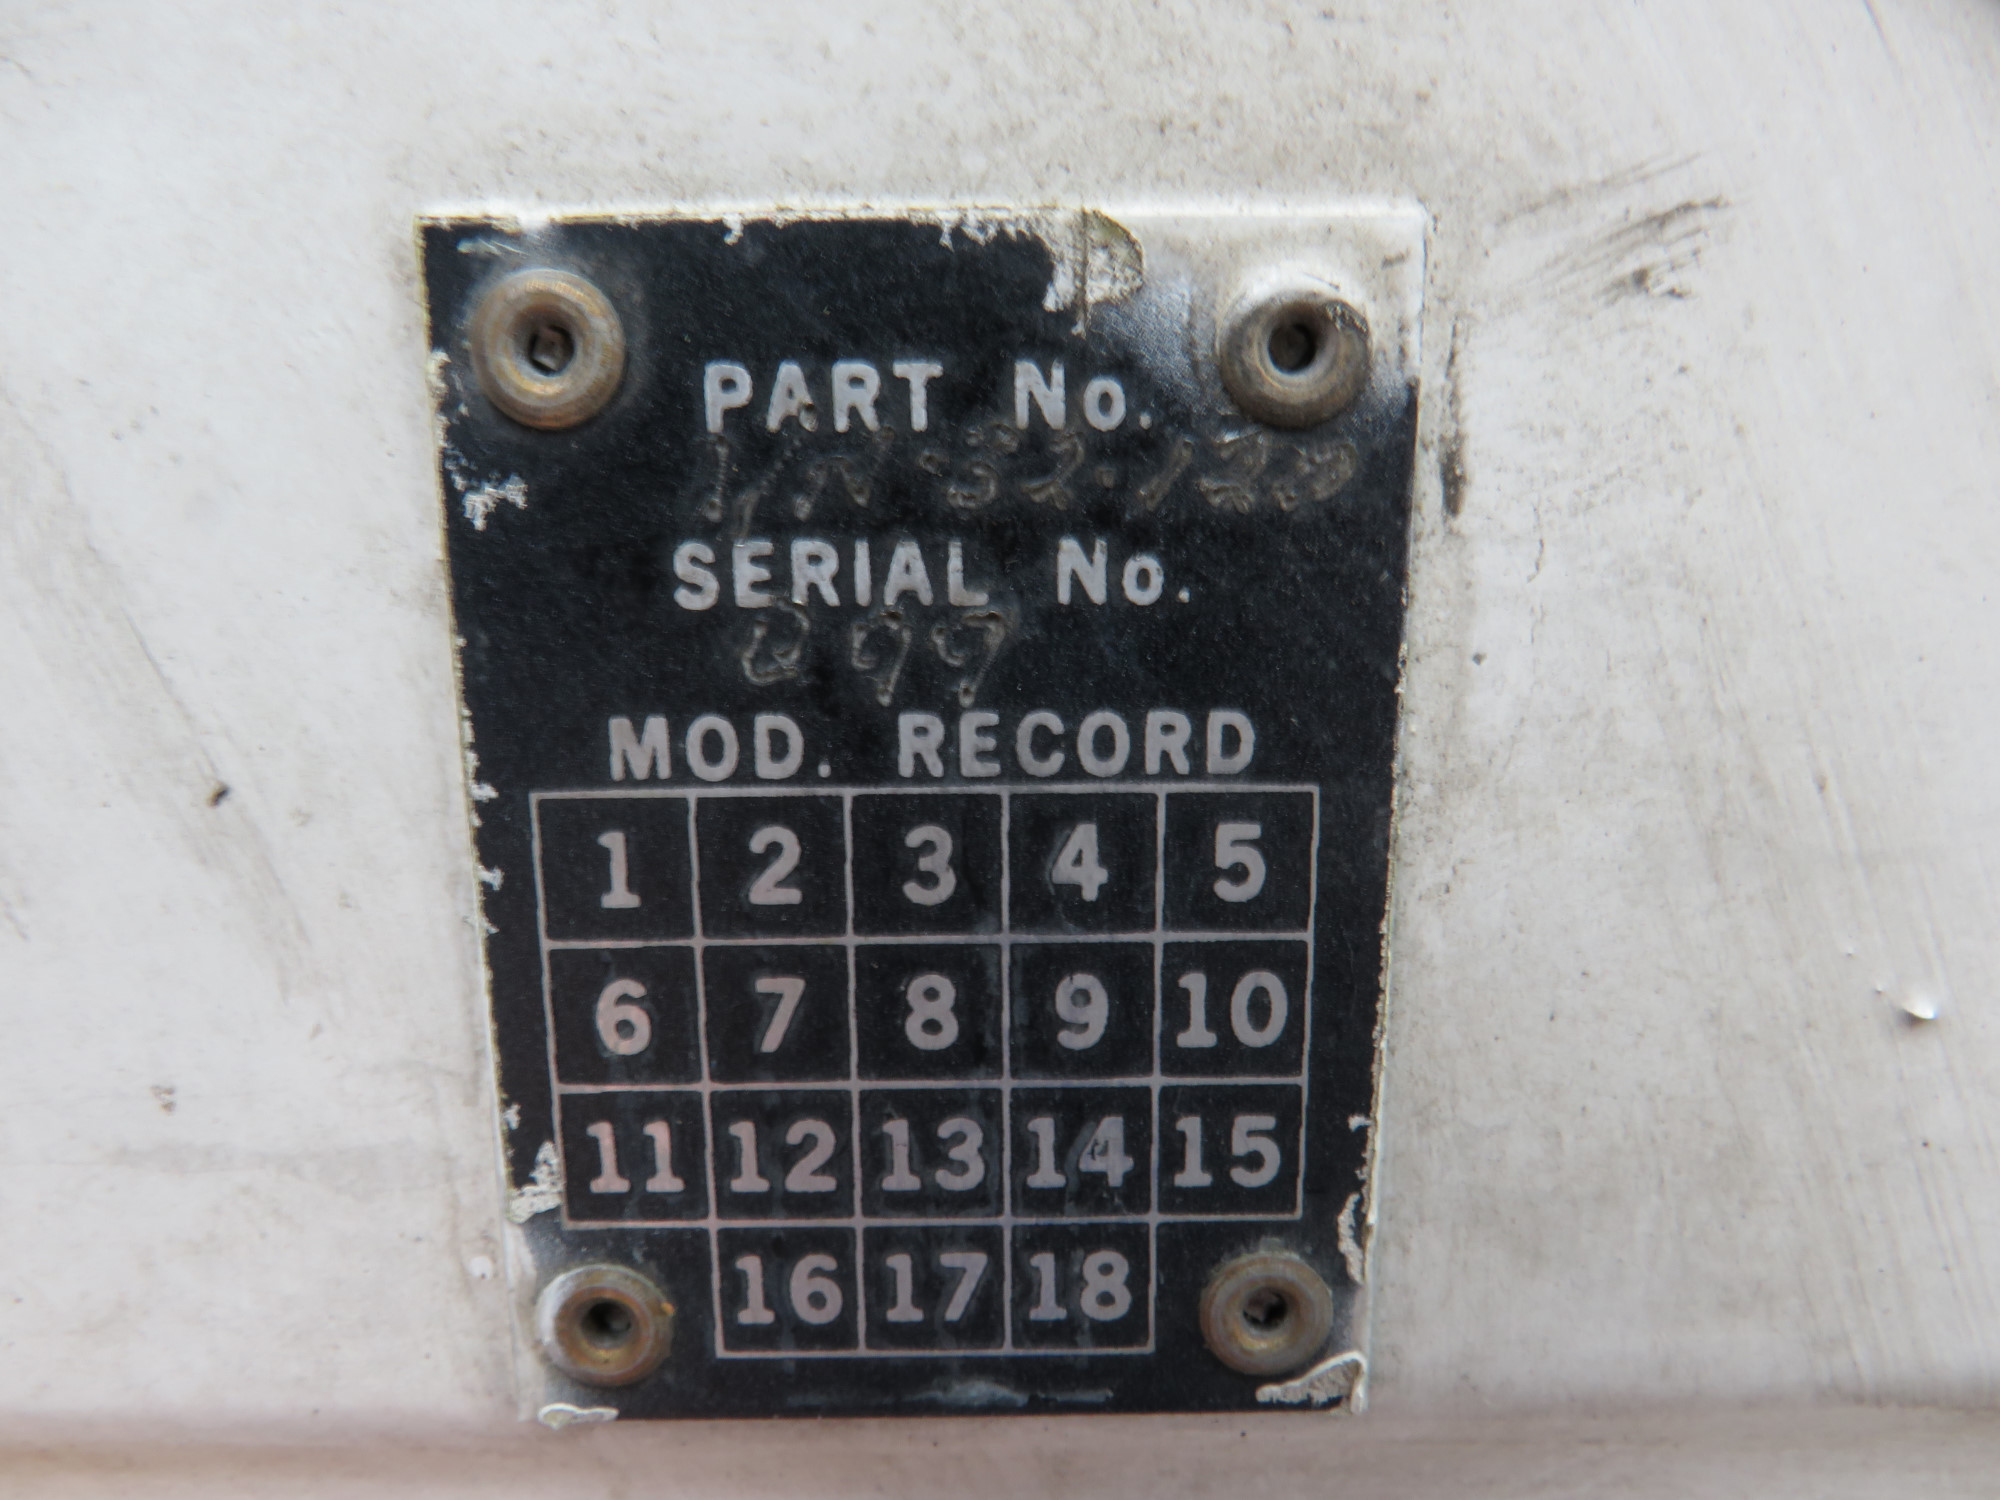 PART No.
SERIAL No.
099
MOD. RECORD
1 2 3 4 5
6 7 8 9 10
11 12 13 14 15
16 17 18